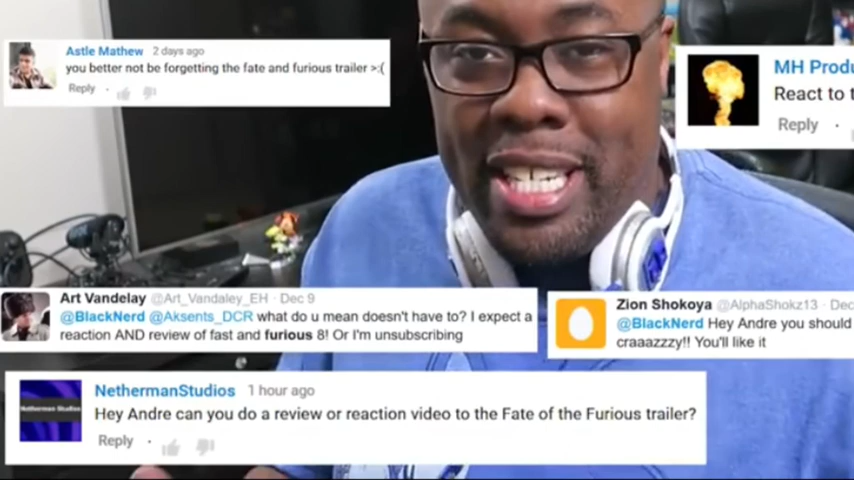 Astle Mathew 2 days ago
you better not be forgetting the fate and furious trailer >:(
Reply
MH Produ
React to t
Reply
Art Vandelay @Art_Vandaley_EH · Dec 9
@BlackNerd @Aksents_DCR what do u mean doesn't have to? I expect a
reaction AND review of fast and furious 8! Or I'm unsubscribing
Zion Shokoya @AlphaShokz13 · Dec
@BlackNerd Hey Andre you should
craaazzzy!! You'll like it
Netherman Studios
NethermanStudios 1 hour ago
Hey Andre can you do a review or reaction video to the Fate of the Furious trailer?
Reply